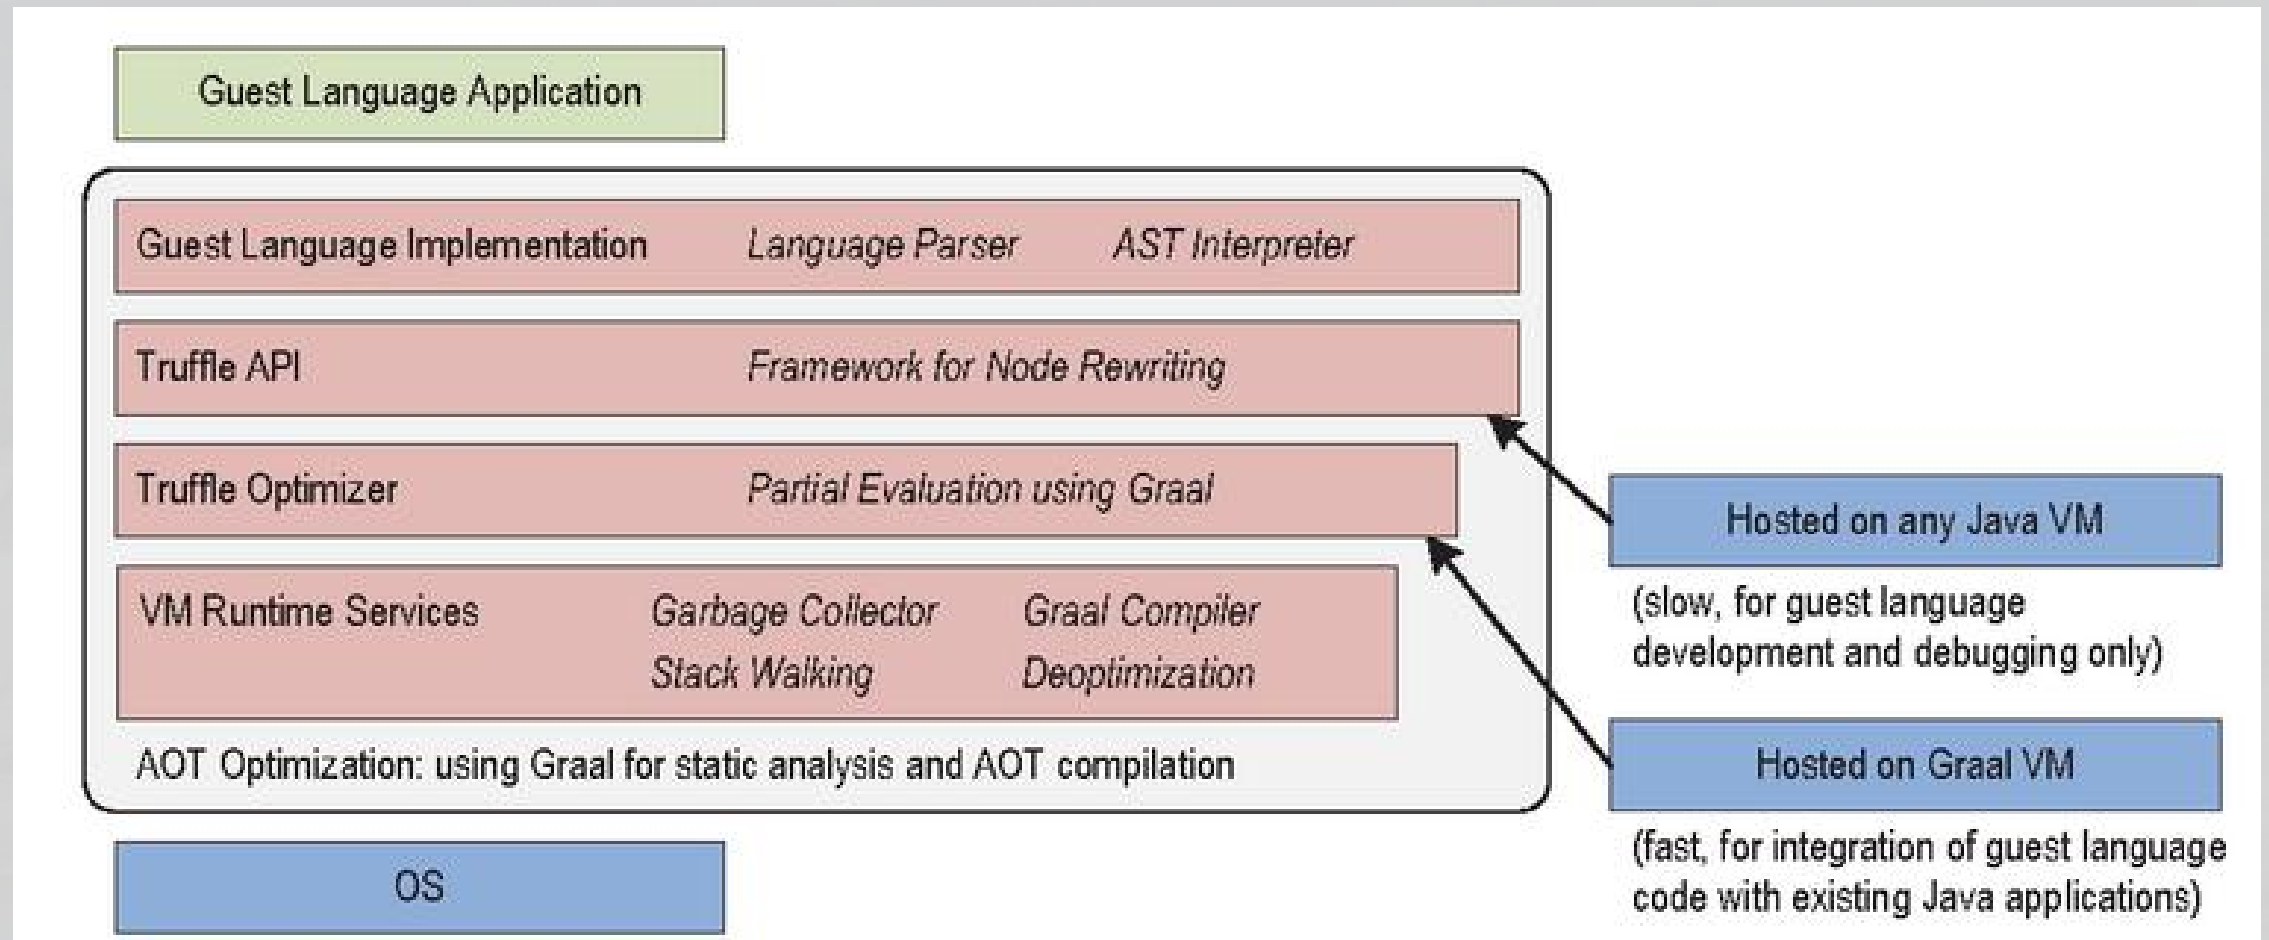 Guest Language Application
Guest Language Implementation Language Parser AST Interpreter
Truffle API Framework for Node Rewriting
Truffle Optimizer Partial Evaluation using Graal
Hosted on any Java VM
(slow, for guest language
development and debugging only)
VM Runtime Services Garbage Collector Graal Compiler
Stack Walking Deoptimization
AOT Optimization: using Graal for static analysis and AOT compilation
Hosted on Graal VM
(fast, for integration of guest language
code with existing Java applications)
OS